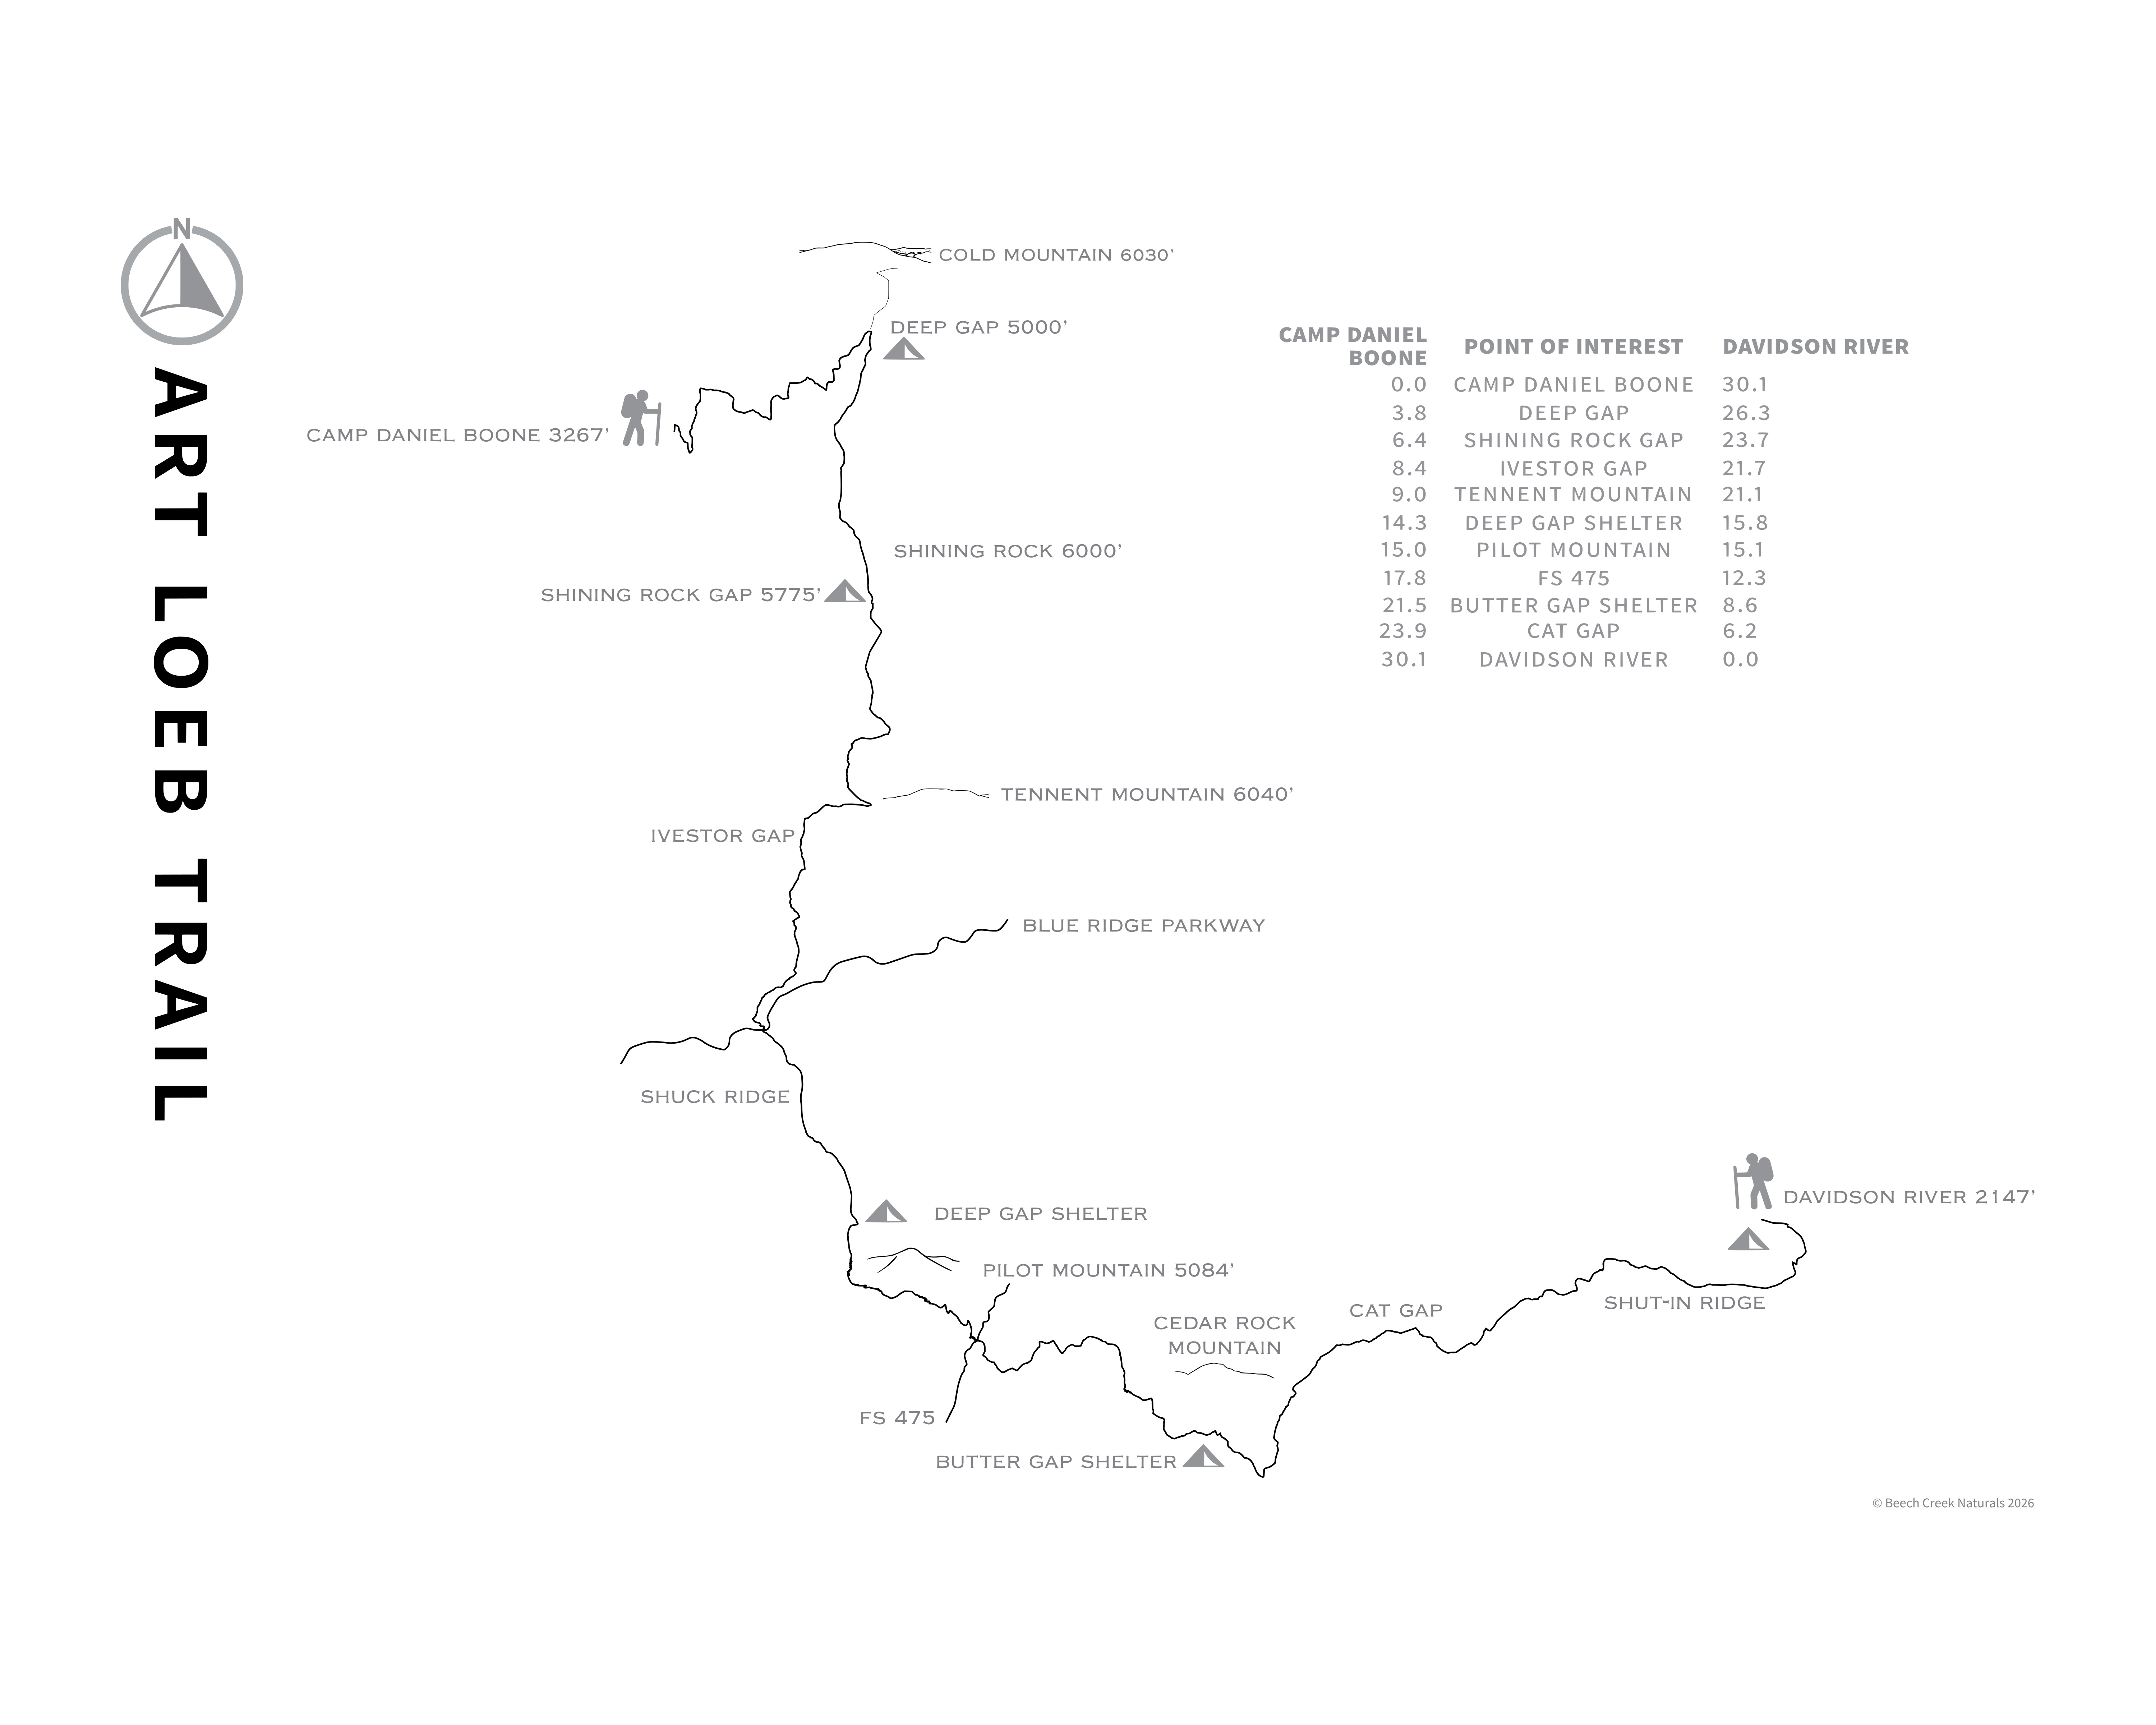 N
ART LOEB TRAIL
COLD MOUNTAIN 6030’
DEEP GAP 5000’
CAMP DANIEL BOONE 3267’
SHINING ROCK 6000’
SHINING ROCK GAP 5775’
TENNENT MOUNTAIN 6040’
IVESTOR GAP
BLUE RIDGE PARKWAY
SHUCK RIDGE
DEEP GAP SHELTER
PILOT MOUNTAIN 5084’
FS 475
BUTTER GAP SHELTER
CEDAR ROCK
MOUNTAIN
CAT GAP
SHUT-IN RIDGE
DAVIDSON RIVER 2147’
CAMP DANIEL
BOONE POINT OF INTEREST DAVIDSON RIVER
0.0 CAMP DANIEL BOONE 30.1
3.8 DEEP GAP 26.3
6.4 SHINING ROCK GAP 23.7
8.4 IVESTOR GAP 21.7
9.0 TENNENT MOUNTAIN 21.1
14.3 DEEP GAP SHELTER 15.8
15.0 PILOT MOUNTAIN 15.1
17.8 FS 475 12.3
21.5 BUTTER GAP SHELTER 8.6
23.9 CAT GAP 6.2
30.1 DAVIDSON RIVER 0.0
© Beech Creek Naturals 2026